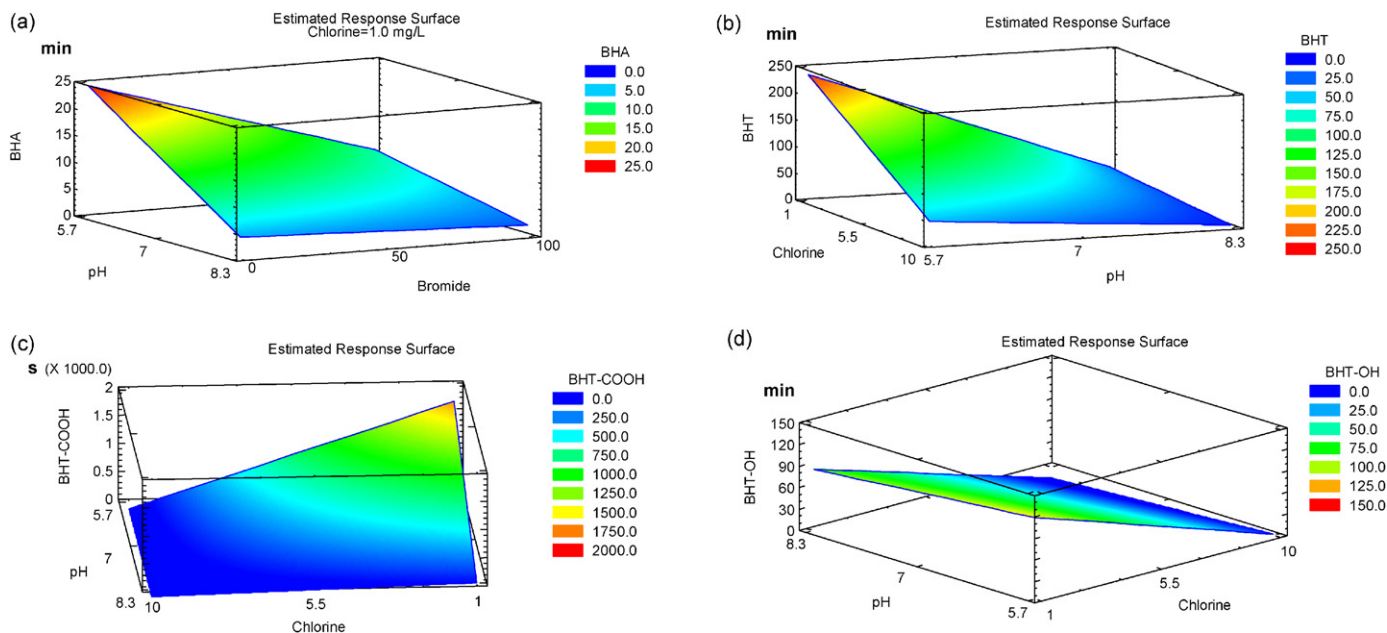 (a)
Estimated Response Surface
Chlorine=1.0 mg/L
min
BHA
25
20
15
10
5
0
5.7
7
8.3
pH
0
50
100
Bromide
BHA
0.0
5.0
10.0
15.0
20.0
25.0
(b)
Estimated Response Surface
min
BHT
250
200
150
100
50
0
1
5.5
10
Chlorine
5.7
7
8.3
pH
BHT
0.0
25.0
50.0
75.0
100.0
125.0
150.0
175.0
200.0
225.0
250.0
(c)
Estimated Response Surface
s (X 1000.0)
BHT-COOH
2
1.5
1
0.5
0
5.7
7
8.3
pH
10
5.5
1
Chlorine
BHT-COOH
0.0
250.0
500.0
750.0
1000.0
1250.0
1500.0
1750.0
2000.0
(d)
Estimated Response Surface
min
BHT-OH
150
120
90
60
30
0
8.3
7
5.7
pH
1
5.5
10
Chlorine
BHT-OH
0.0
25.0
50.0
75.0
100.0
125.0
150.0